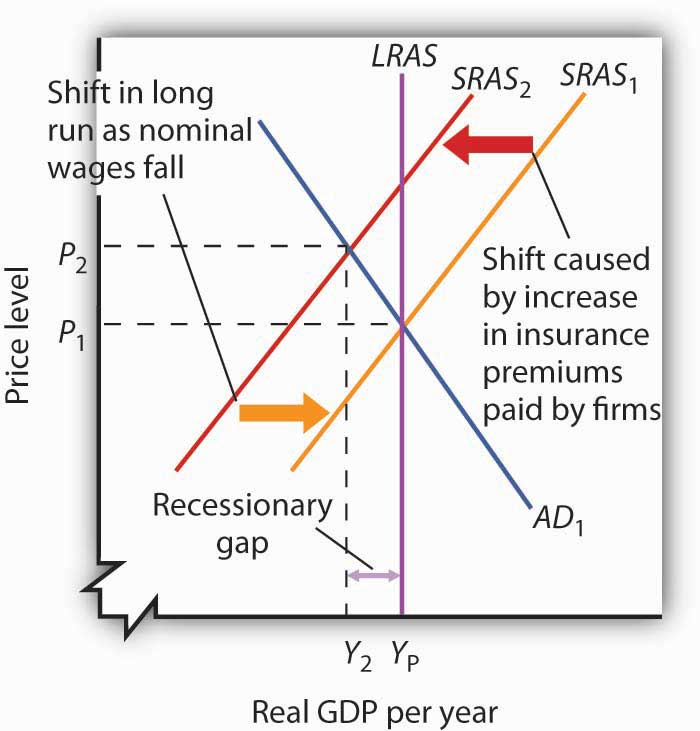 LRAS
SRAS2
SRAS1
Shift in long
run as nominal
wages fall
P2
P1
Price level
Shift caused
by increase
in insurance
premiums
paid by firms
Recessionary
gap
AD1
Y2
YP
Real GDP per year